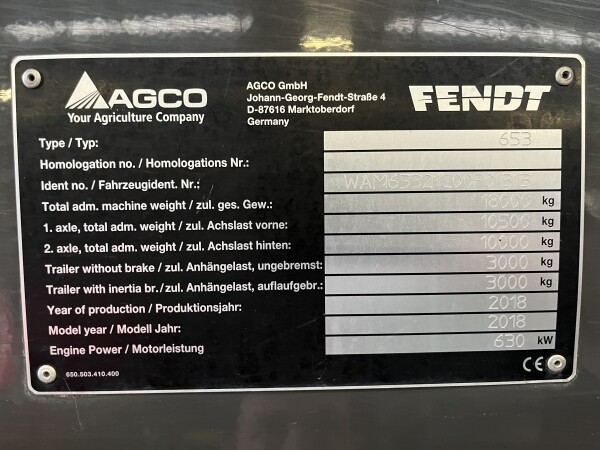 AGCO
Your Agriculture Company
AGCO GmbH
Johann-Georg-Fendt-Straße 4
D-87616 Marktoberdorf
Germany
FENDT
Type / Typ: 653
Homologation no. / Homologations Nr.:
Ident no. / Fahrzeugident. Nr.:
Total adm. machine weight / zul. ges. Gew.: 18000 kg
1. axle, total adm. weight / zul. Achslast vorne: 10500 kg
2. axle, total adm. weight / zul. Achslast hinten: kg
Trailer without brake / zul. Anhängelast, ungebremst: 3000 kg
Trailer with inertia br./zul. Anhängelast, auflaufgebr.: 3000 kg
Year of production / Produktionsjahr: 2018
Model year / Modell Jahr: 2018
Engine Power / Motorleistung 630 kW
650.503.410.400
CE